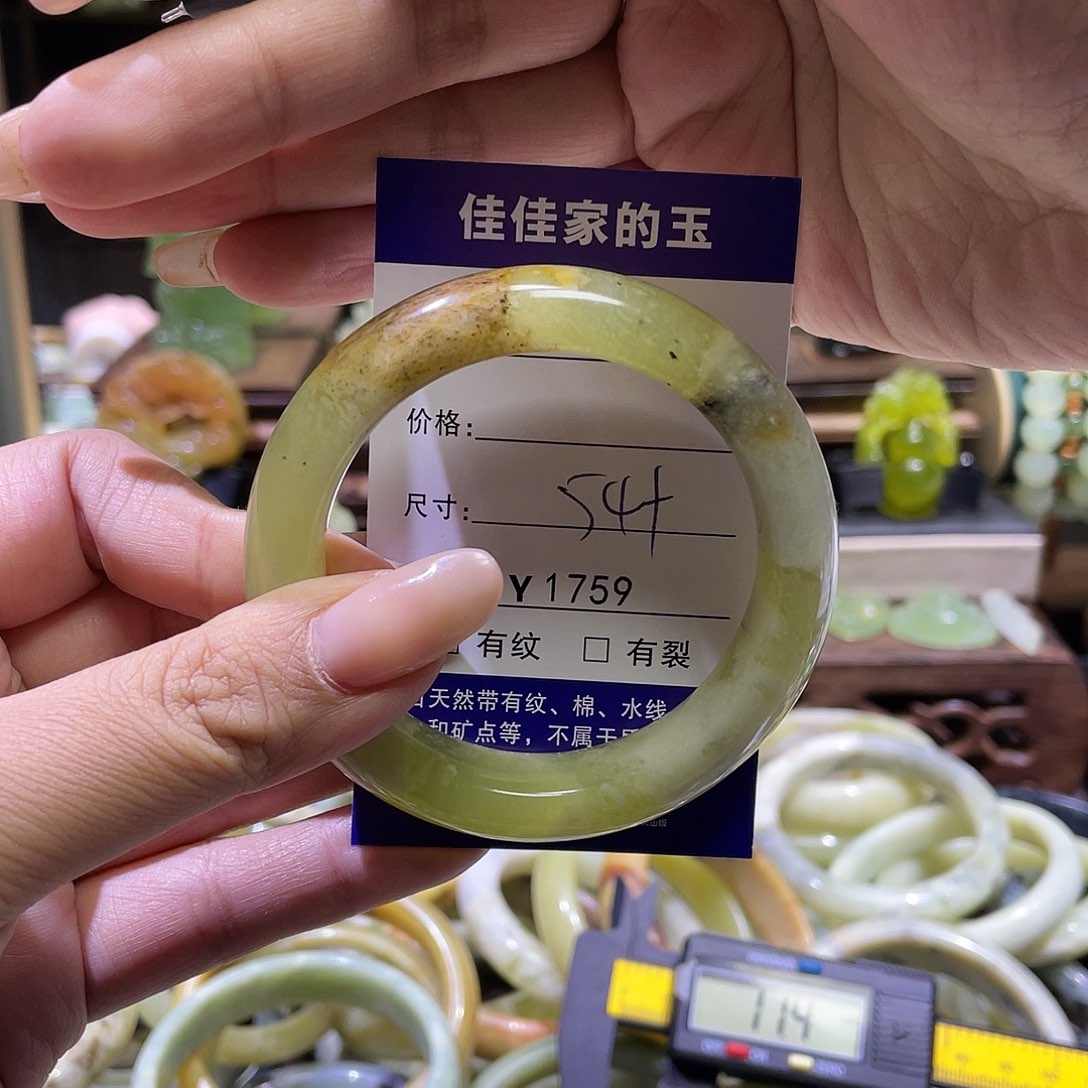 佳佳家的玉
价格:
尺寸: 54+
Y1759
有纹 □ 有裂
天然带有纹、棉、水线
和矿点等，不属于
114